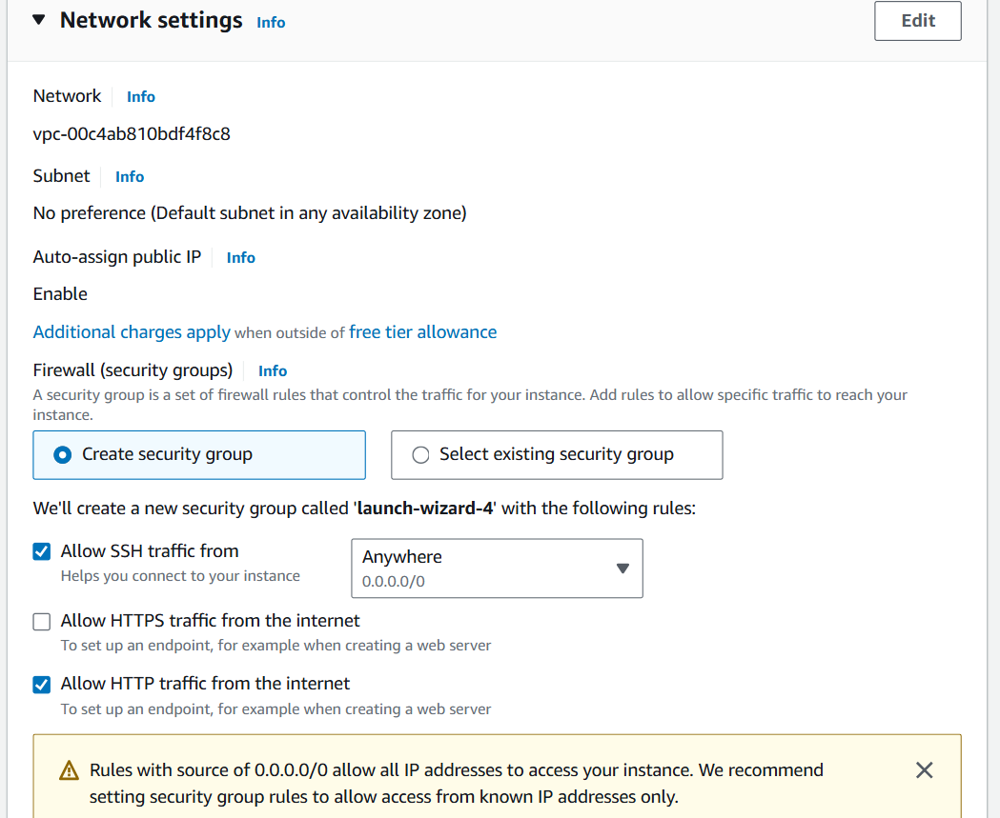 Network settings Info Edit
Network Info
vpc-00c4ab810bdf4f8c8
Subnet Info
No preference (Default subnet in any availability zone)
Auto-assign public IP Info
Enable
Additional charges apply when outside of free tier allowance
Firewall (security groups) Info
A security group is a set of firewall rules that control the traffic for your instance. Add rules to allow specific traffic to reach your
instance.
Create security group Select existing security group
We'll create a new security group called 'launch-wizard-4' with the following rules:
Allow SSH traffic from Anywhere
Helps you connect to your instance 0.0.0.0/0
Allow HTTPS traffic from the internet
To set up an endpoint, for example when creating a web server
Allow HTTP traffic from the internet
To set up an endpoint, for example when creating a web server
Rules with source of 0.0.0.0/0 allow all IP addresses to access your instance. We recommend
setting security group rules to allow access from known IP addresses only.